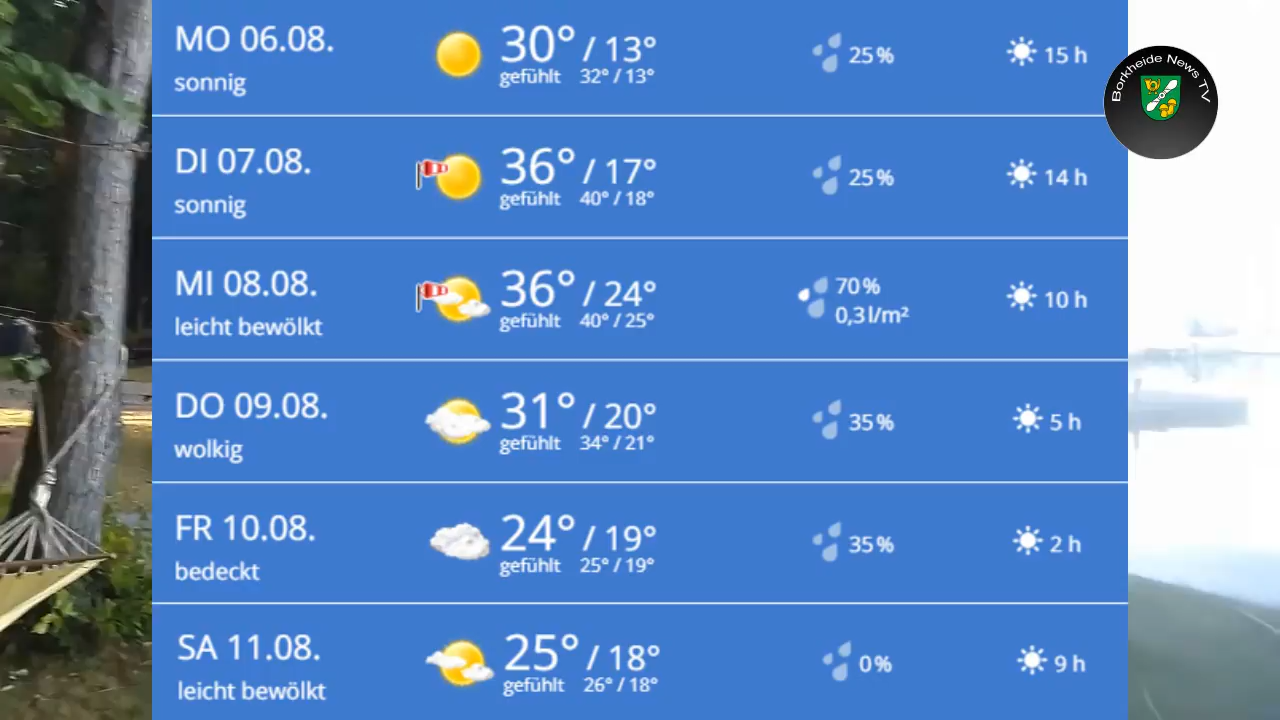 MO 06.08.
sonnig
30° / 13°
gefühlt 32° / 13°
25%
15 h
DI 07.08.
sonnig
36° / 17°
gefühlt 40° / 18°
25%
14 h
MI 08.08.
leicht bewölkt
36° / 24°
gefühlt 40° / 25°
70%
0,3 l/m²
10 h
DO 09.08.
wolkig
31° / 20°
gefühlt 34° / 21°
35%
5 h
FR 10.08.
bedeckt
24° / 19°
gefühlt 25° / 19°
35%
2 h
SA 11.08.
leicht bewölkt
25° / 18°
gefühlt 26° / 18°
0%
9 h
Borkheide News TV